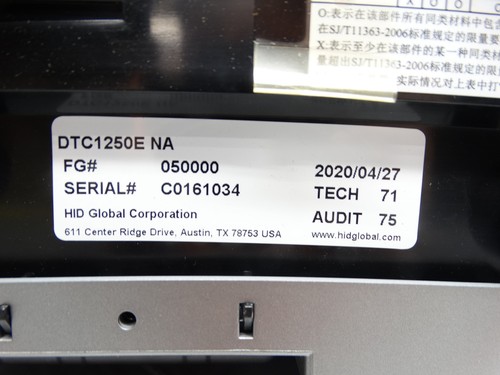 X O O
O:表示在该部件所有同类材料中包含
在SJ/T11363-2006标准规定的限量要
X:表示至少在该部件的某一种同类材
量超出SJ/T11363-2006标准规定的
实际情况对上表中打
DTC1250E NA
FG# 050000 2020/04/27
SERIAL# C0161034 TECH 71
HID Global Corporation AUDIT 75
611 Center Ridge Drive, Austin, TX 78753 USA www.hidglobal.com